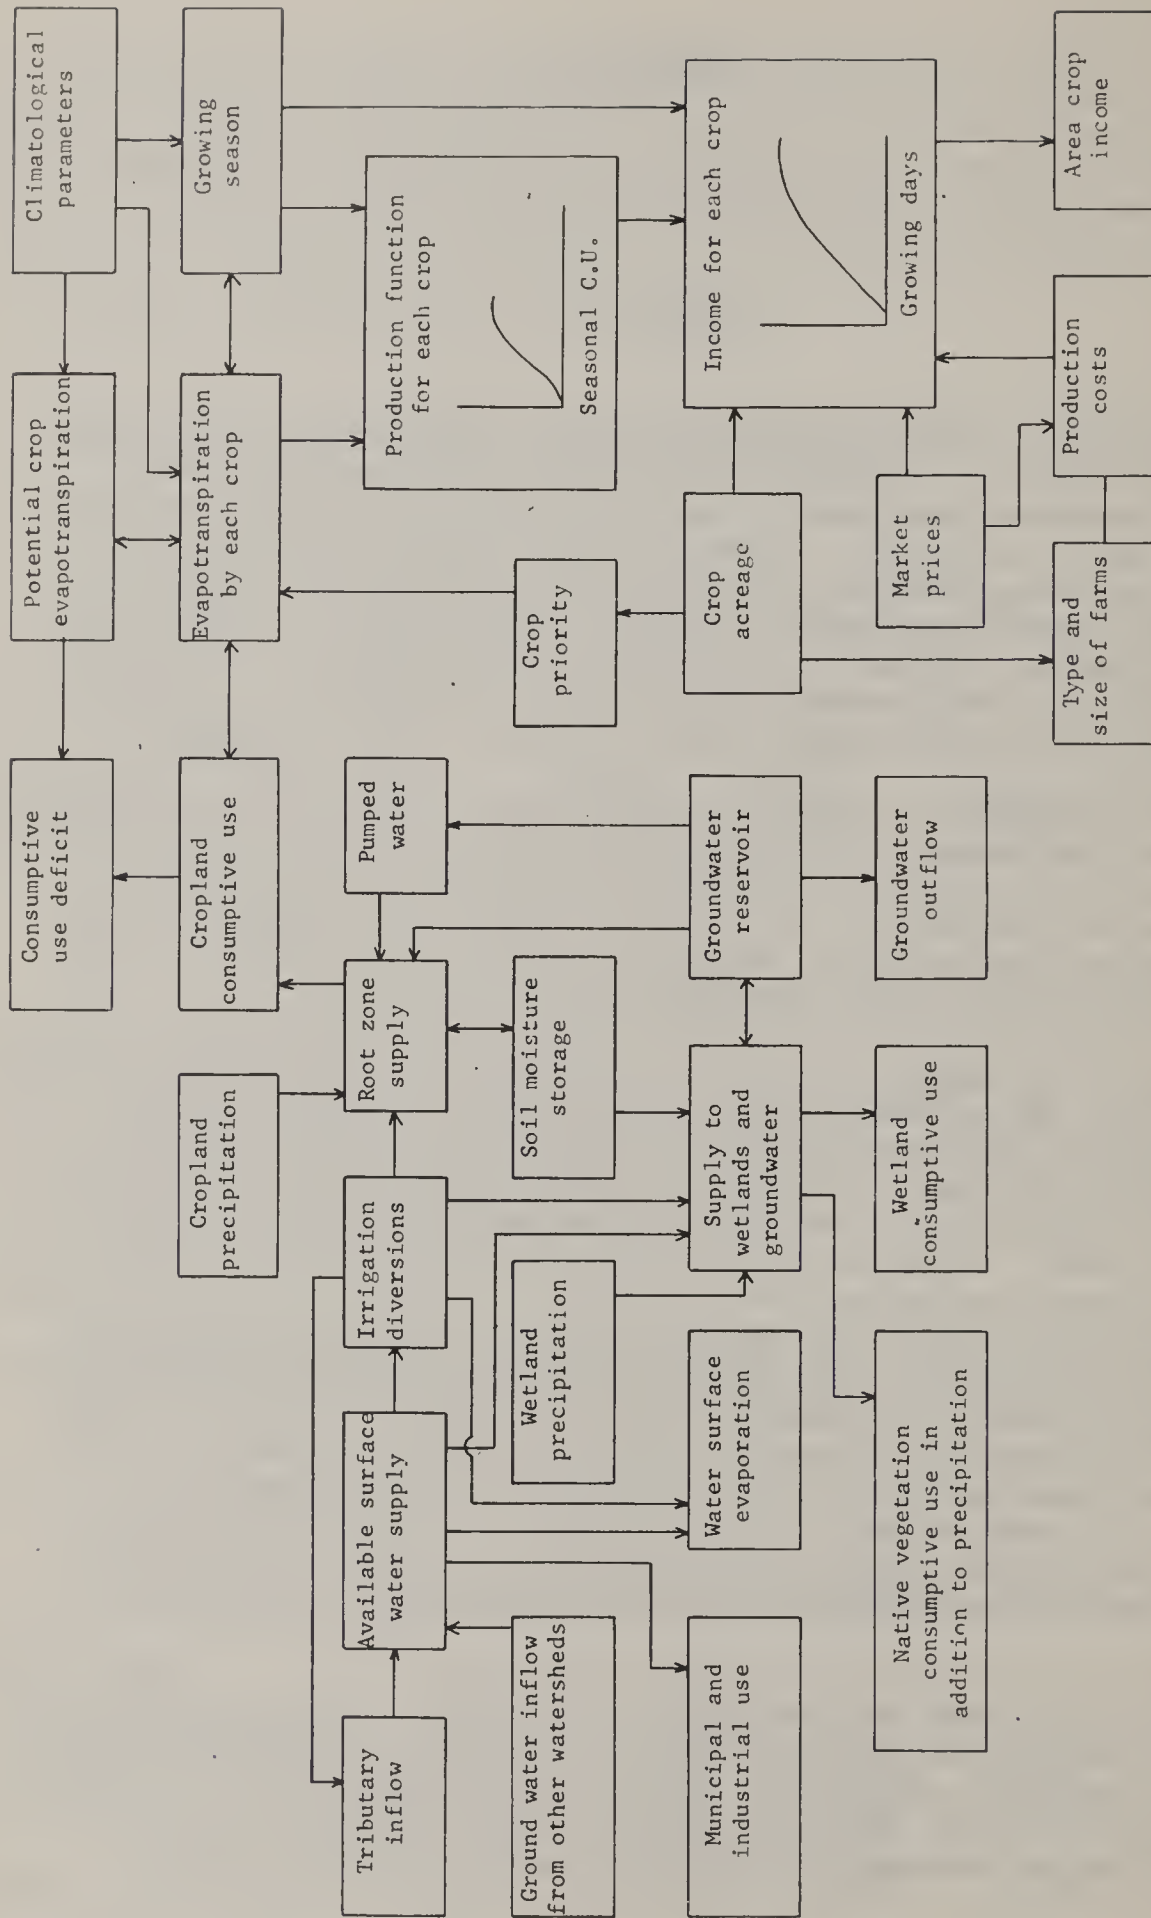 Consumptive
use deficit
Potential crop
evapotranspiration
Climatological
parameters
Cropland
precipitation
Cropland
consumptive use
Evapotranspiration
by each crop
Growing
season
Tributary
inflow
Available surface
water supply
Irrigation
diversions
Root zone
supply
Pumped
water
Production function
for each crop
Seasonal C.U.
Ground water inflow
from other watersheds
Wetland
precipitation
Soil moisture
storage
Crop
priority
Municipal and
industrial use
Water surface
evaporation
Supply to
wetlands and
groundwater
Groundwater
reservoir
Crop
acreage
Income for each crop
Growing days
Native vegetation
consumptive use in
addition to precipitation
Wetland
consumptive use
Groundwater
outflow
Market
prices
Type and
size of farms
Production
costs
Area crop
income